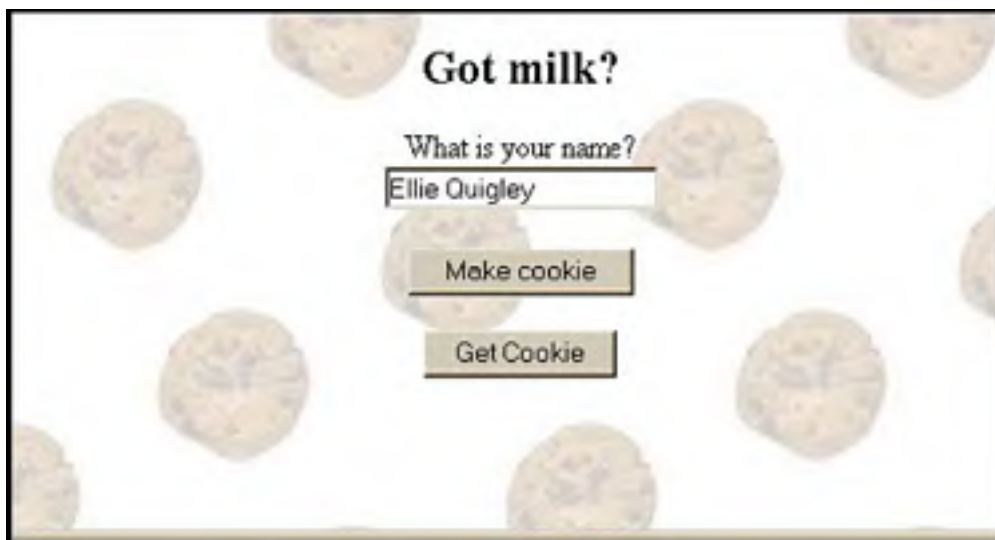 Got milk?
What is your name?
Ellie Quigley
Make cookie
Get Cookie